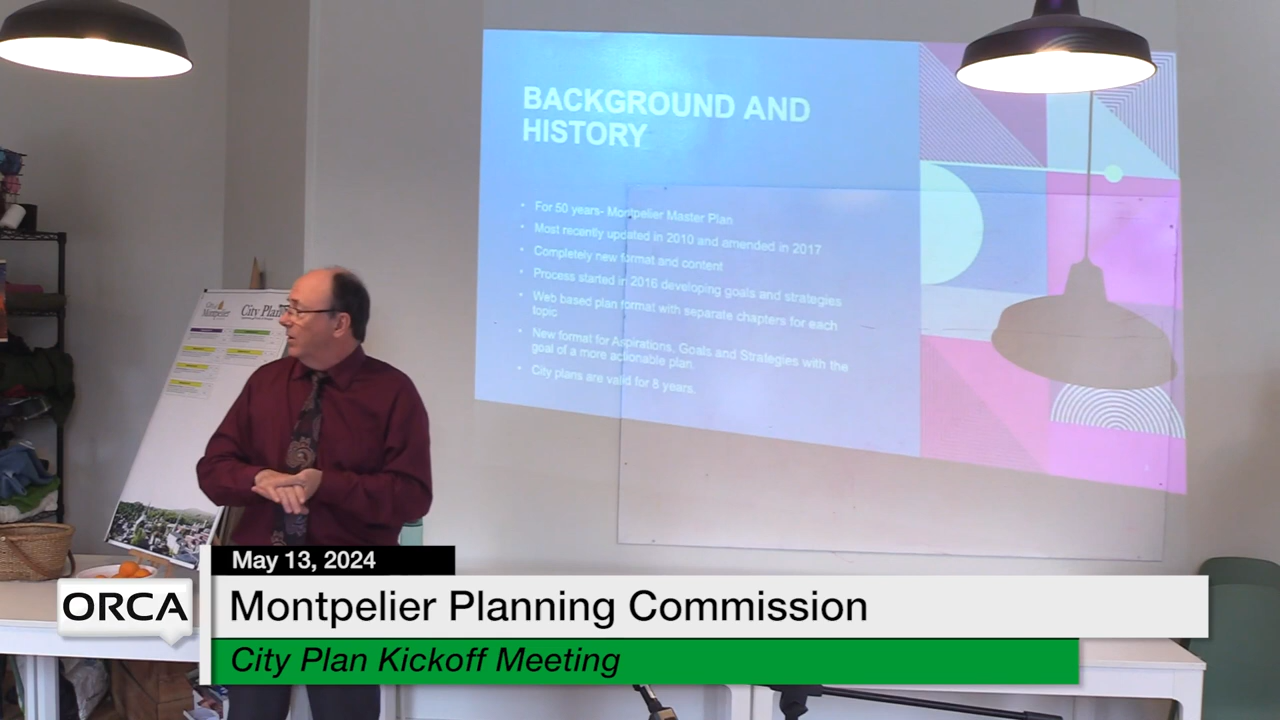 BACKGROUND AND
HISTORY
• For 50 years- Montpelier Master Plan
• Most recently updated in 2010 and amended in 2017
• Completely new format and content
• Process started in 2016 developing goals and strategies
• Web based plan format with separate chapters for each
topic
• New format for Aspirations, Goals and Strategies with the
goal of a more actionable plan.
• City plans are valid for 8 years.
Montpelier
City Plan
May 13, 2024
ORCA
Montpelier Planning Commission
City Plan Kickoff Meeting